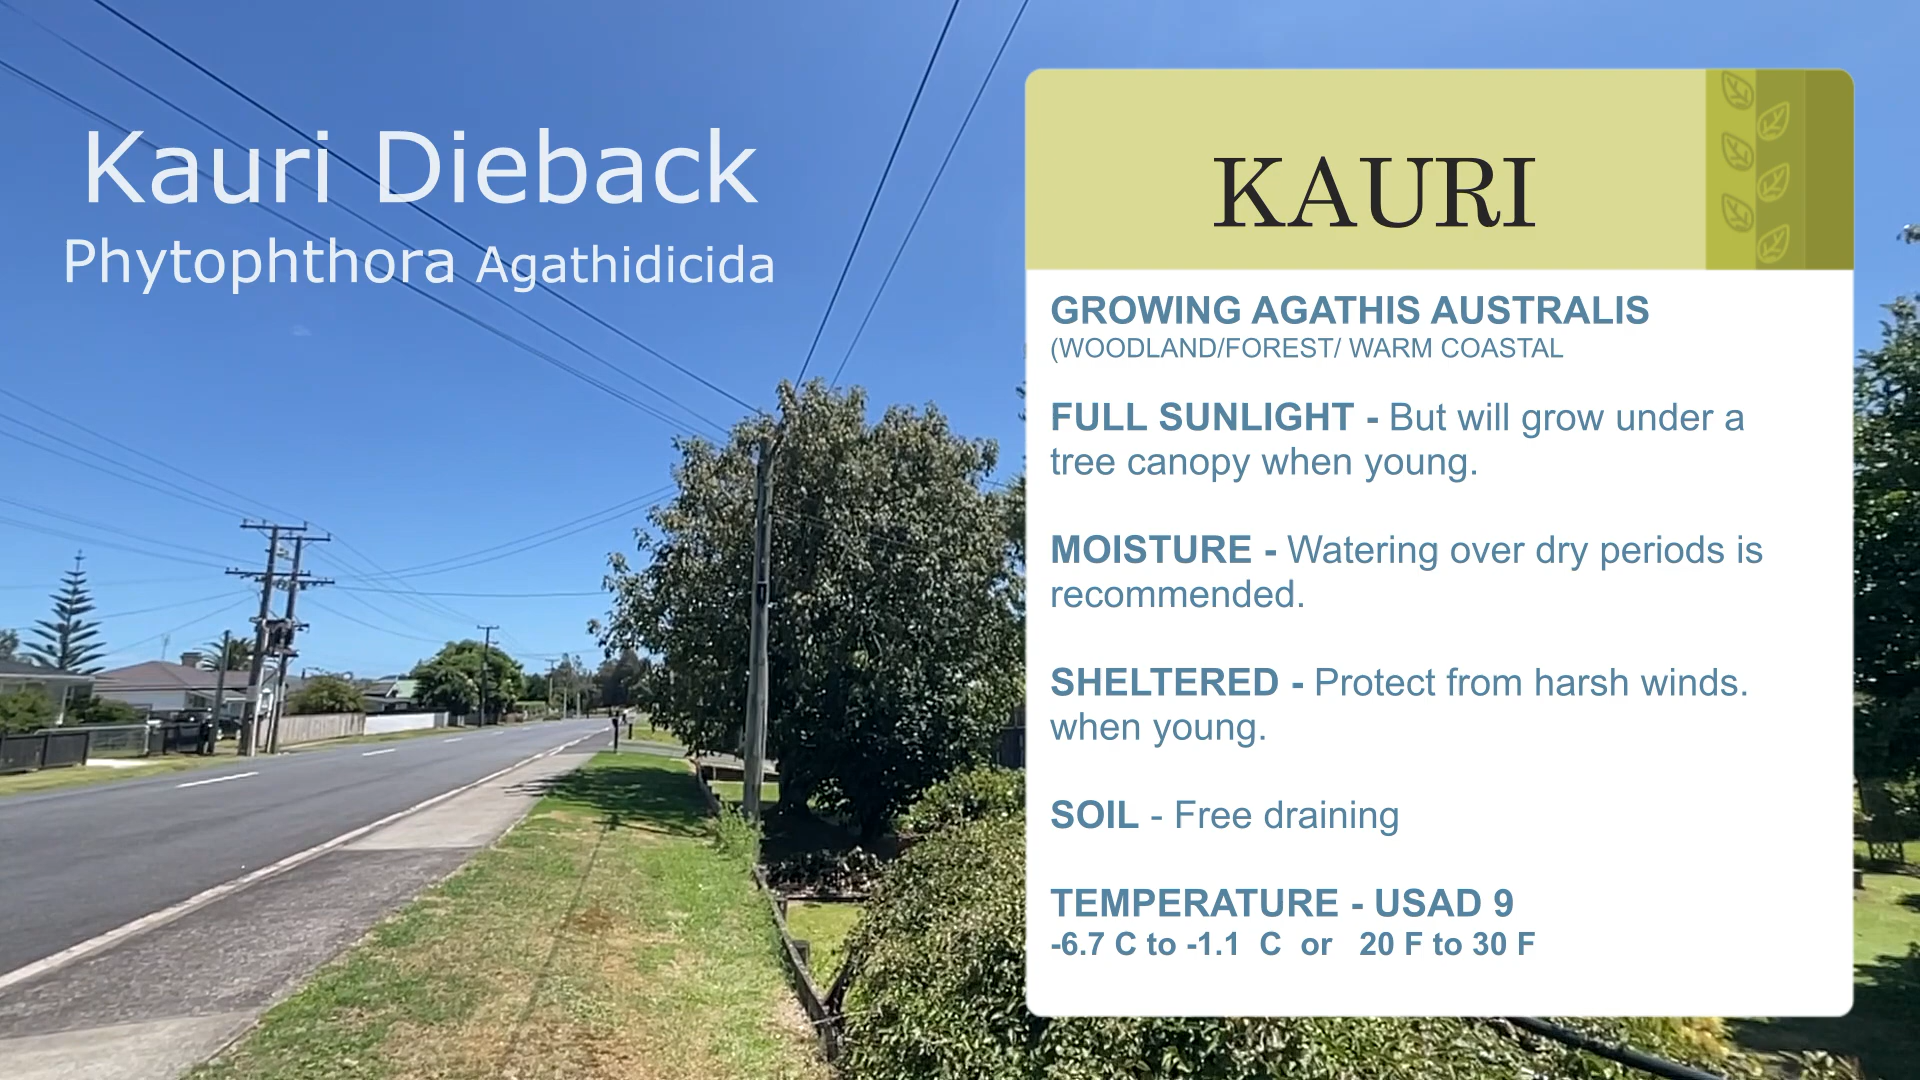 Kauri Dieback
Phytophthora Agathidicida
KAURI
GROWING AGATHIS AUSTRALIS
(WOODLAND/FOREST/ WARM COASTAL
FULL SUNLIGHT - But will grow under a
tree canopy when young.
MOISTURE - Watering over dry periods is
recommended.
SHELTERED - Protect from harsh winds.
when young.
SOIL - Free draining
TEMPERATURE - USAD 9
-6.7 C to -1.1 C or 20 F to 30 F